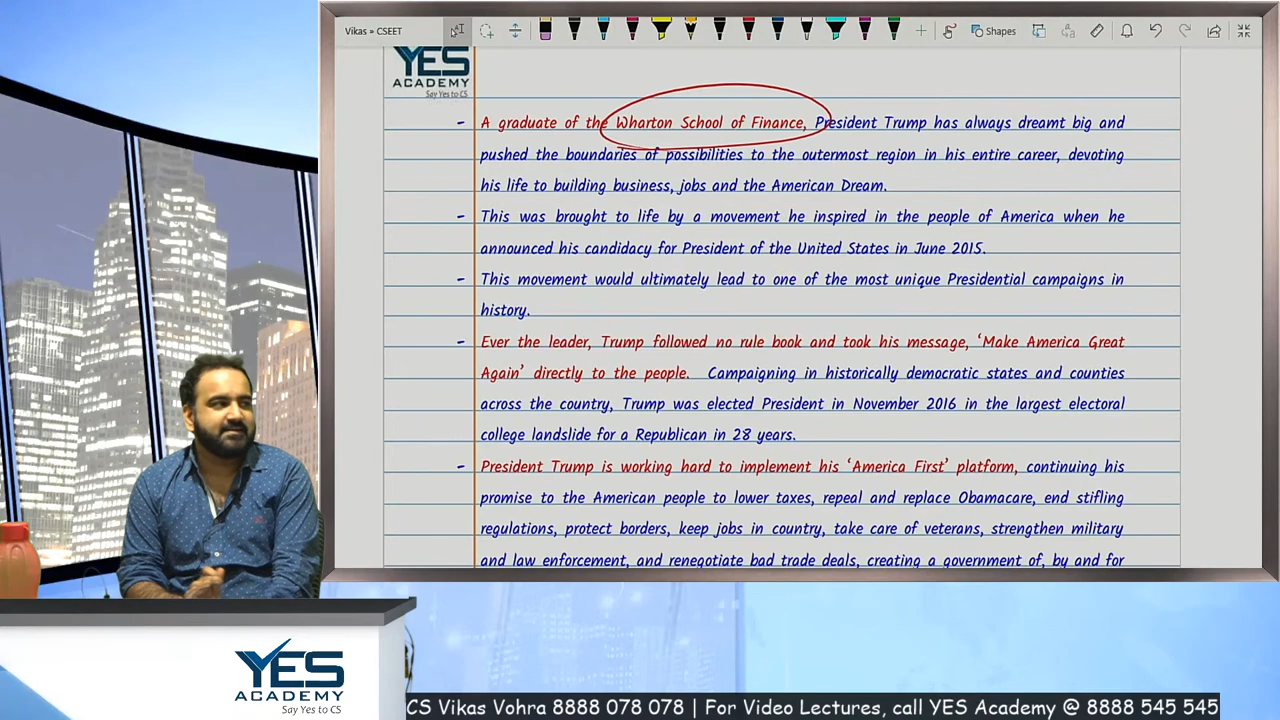 Vikas » CSEET
Shapes
YES
ACADEMY
Say Yes to CS
- A graduate of the Wharton School of Finance, President Trump has always dreamt big and
pushed the boundaries of possibilities to the outermost region in his entire career, devoting
his life to building business, jobs and the American Dream.
- This was brought to life by a movement he inspired in the people of America when he
announced his candidacy for President of the United States in June 2015.
- This movement would ultimately lead to one of the most unique Presidential campaigns in
history.
- Ever the leader, Trump followed no rule book and took his message, ‘Make America Great
Again’ directly to the people. Campaigning in historically democratic states and counties
across the country, Trump was elected President in November 2016 in the largest electoral
college landslide for a Republican in 28 years.
- President Trump is working hard to implement his ‘America First’ platform, continuing his
promise to the American people to lower taxes, repeal and replace Obamacare, end stifling
regulations, protect borders, keep jobs in country, take care of veterans, strengthen military
and law enforcement, and renegotiate bad trade deals, creating a government of, by and for
YES
ACADEMY
Say Yes to CS
CS Vikas Vohra 8888 078 078 | For Video Lectures, call YES Academy @ 8888 545 545